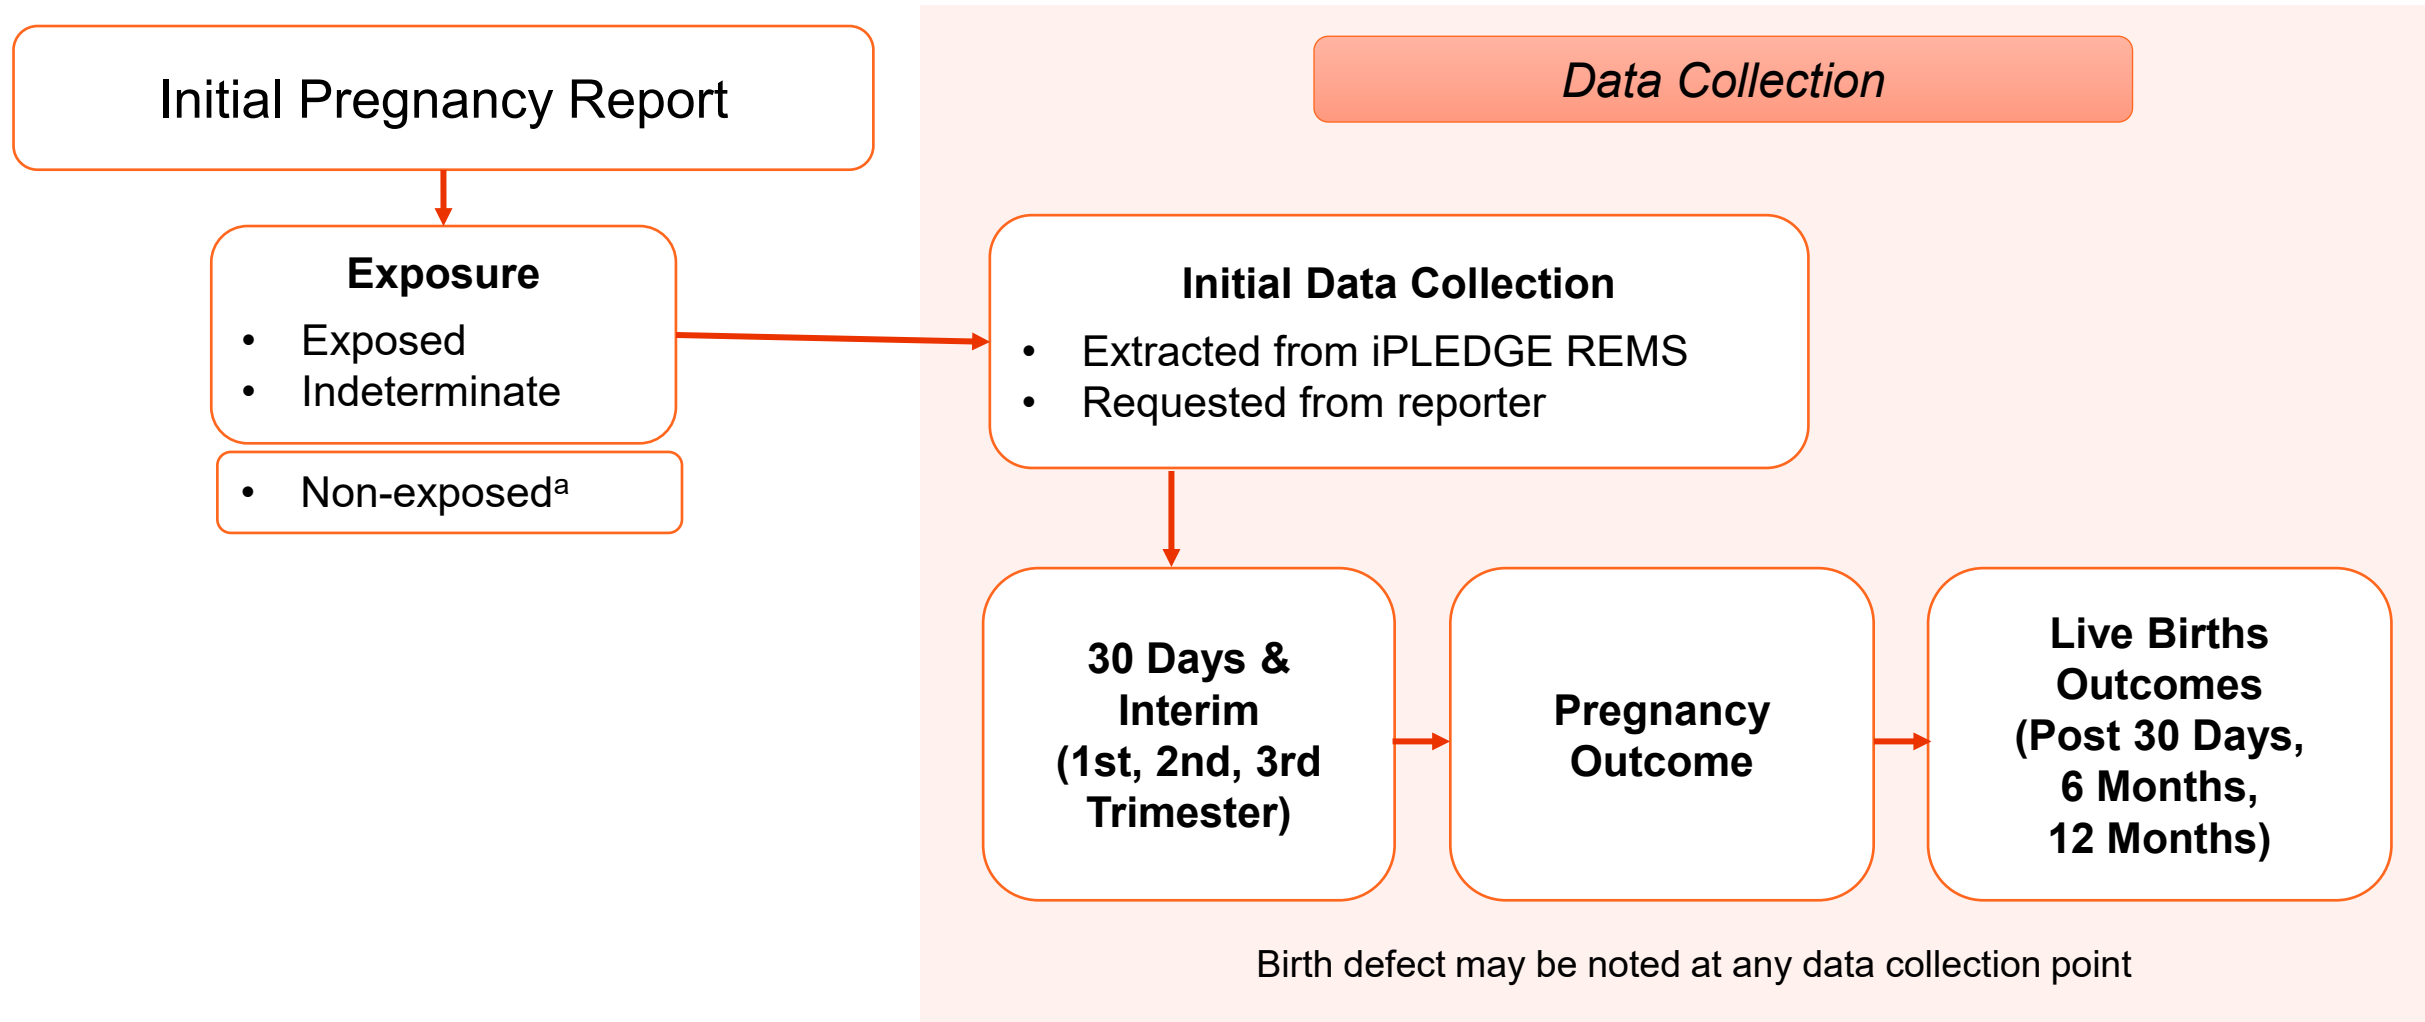 Initial Pregnancy Report
Exposure
• Exposed
• Indeterminate
• Non-exposedᵃ
Data Collection
Initial Data Collection
• Extracted from iPLEDGE REMS
• Requested from reporter
30 Days &
Interim
(1st, 2nd, 3rd
Trimester)
Pregnancy
Outcome
Live Births
Outcomes
(Post 30 Days,
6 Months,
12 Months)
Birth defect may be noted at any data collection point